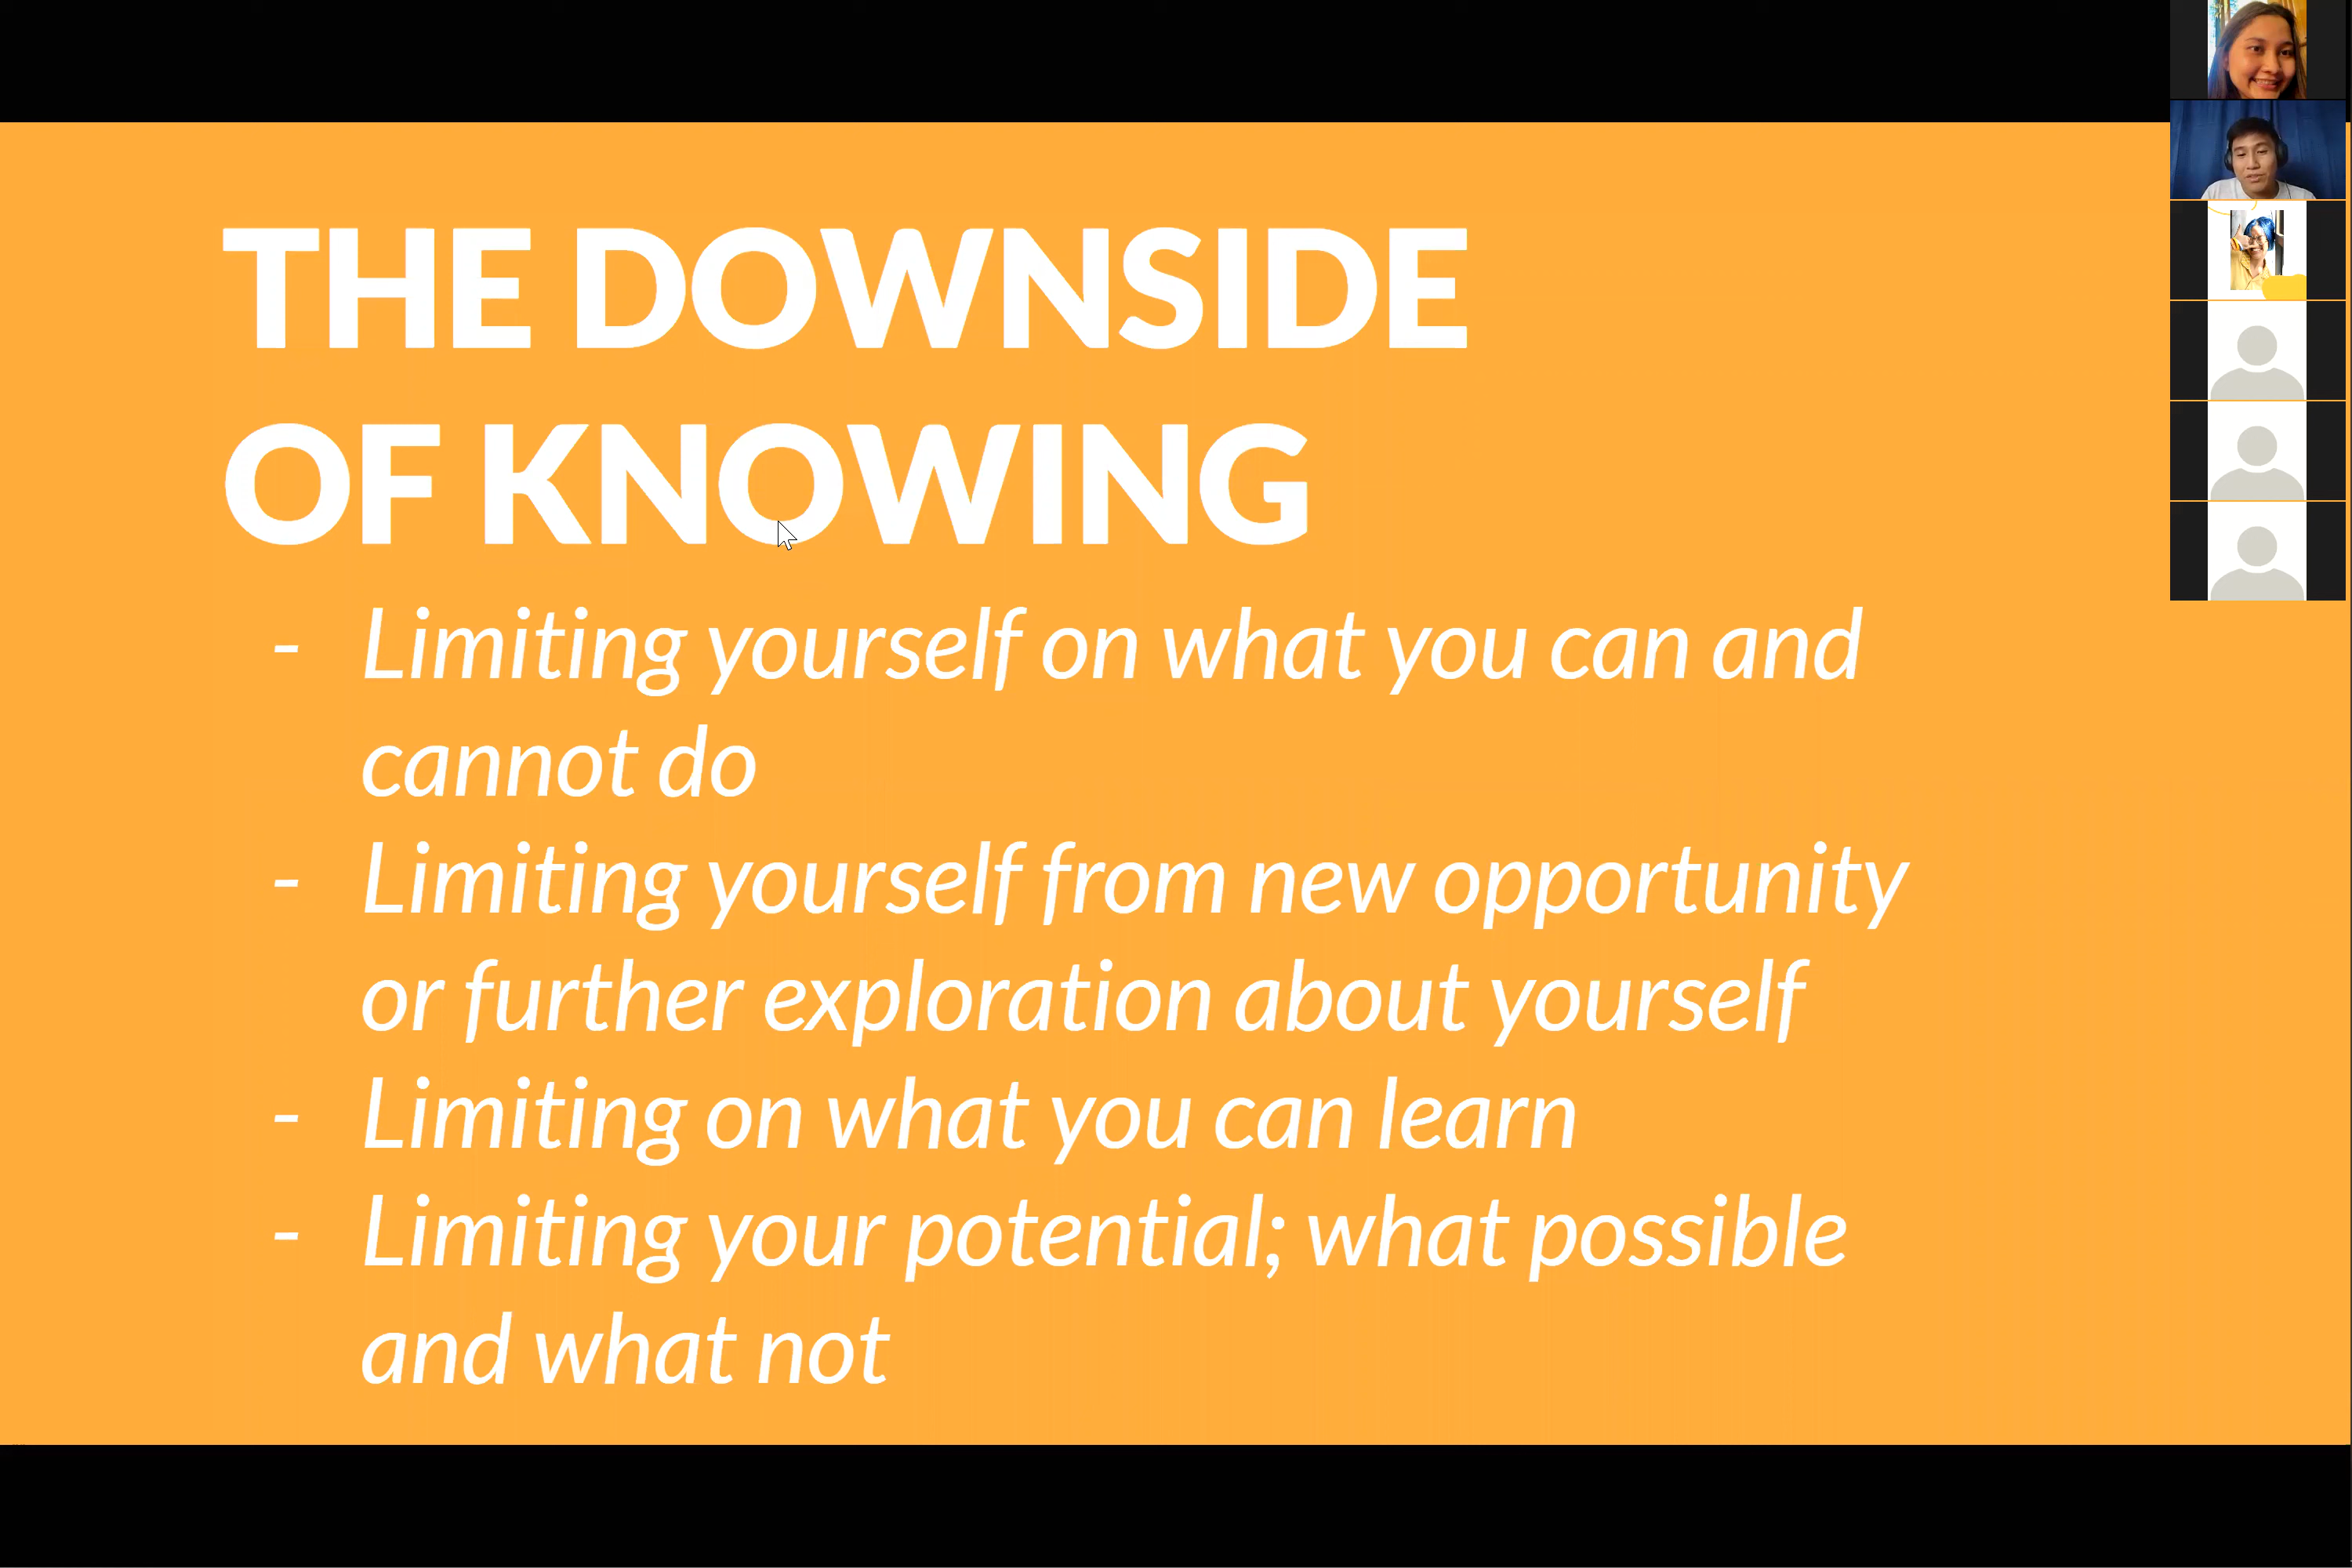 THE DOWNSIDE
OF KNOWING
- Limiting yourself on what you can and
cannot do
- Limiting yourself from new opportunity
or further exploration about yourself
- Limiting on what you can learn
- Limiting your potential; what possible
and what not